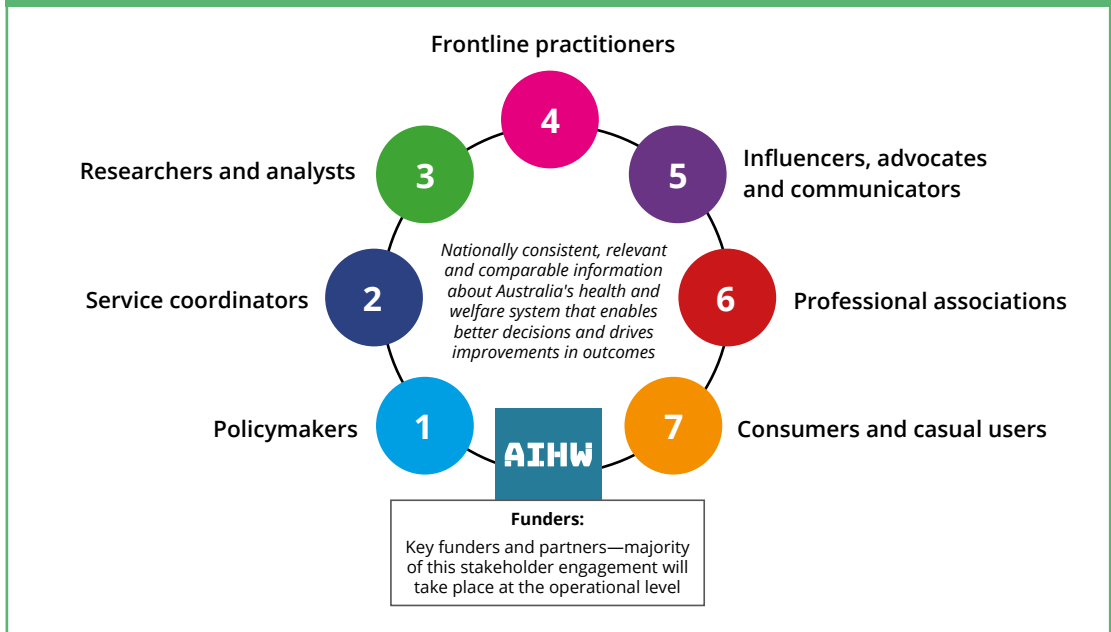 Frontline practitioners
4
Researchers and analysts
3
5
Influencers, advocates
and communicators
Nationally consistent, relevant
and comparable information
about Australia's health and
welfare system that enables
better decisions and drives
improvements in outcomes
Service coordinators
2
6
Professional associations
Policymakers
1
AIHW
7
Consumers and casual users
Funders:
Key funders and partners—majority
of this stakeholder engagement will
take place at the operational level